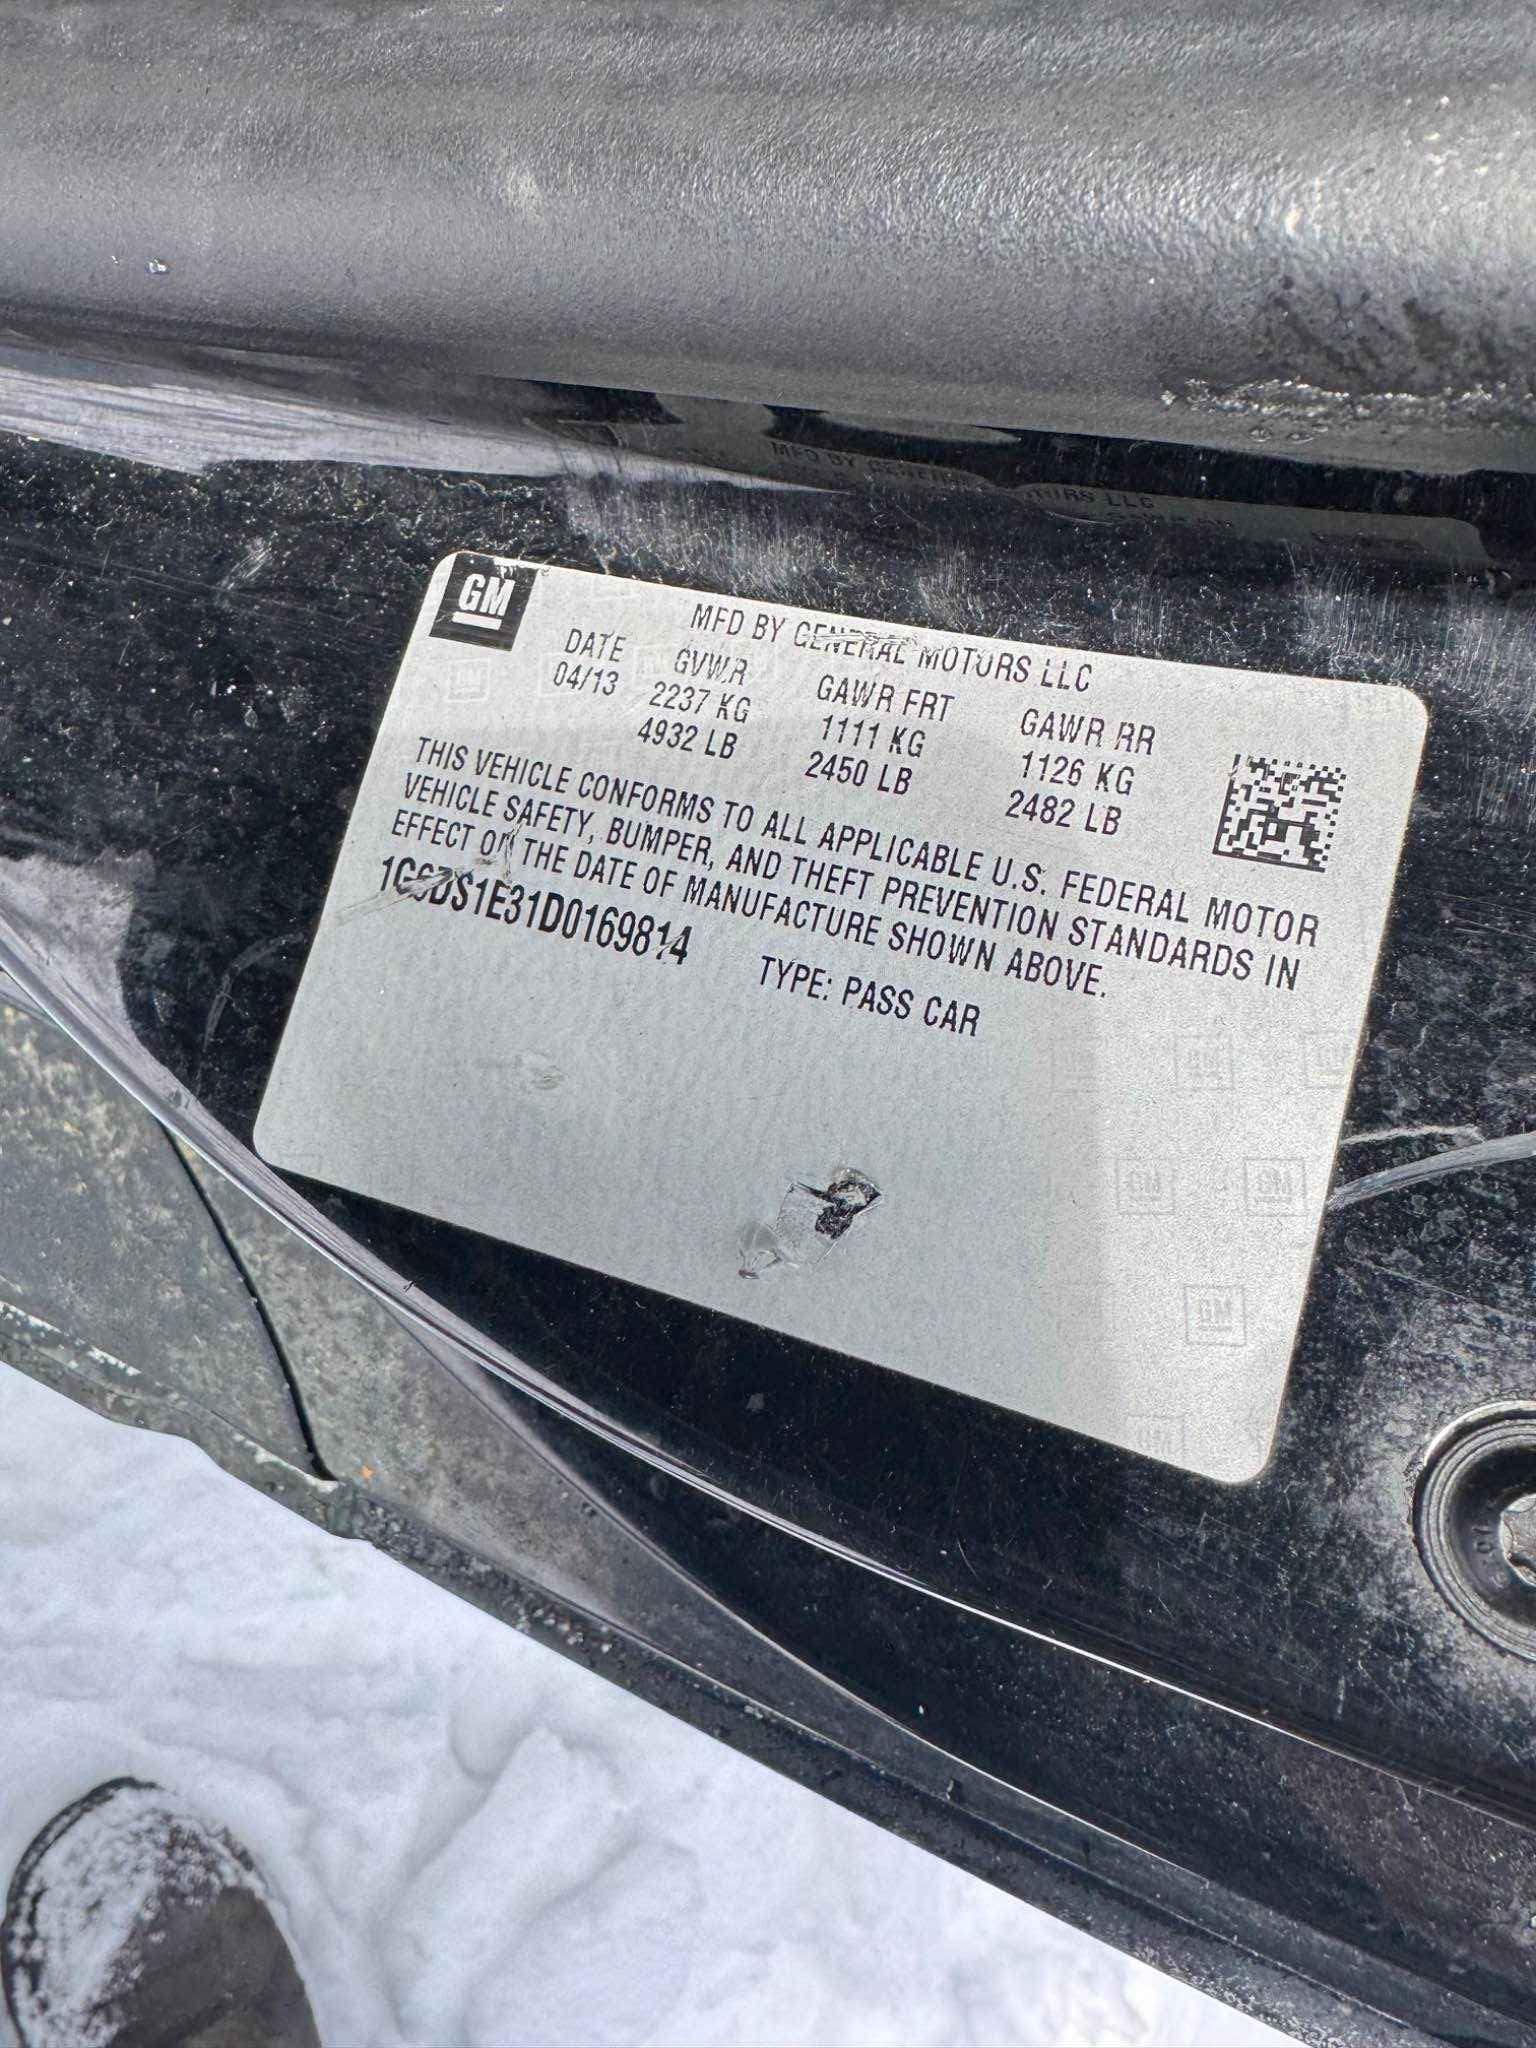 GM
MFD BY GENERAL MOTORS LLC
DATE GVWR GAWR FRT GAWR RR
04/13 2237 KG 1111 KG 1126 KG
4932 LB 2450 LB 2482 LB
THIS VEHICLE CONFORMS TO ALL APPLICABLE U.S. FEDERAL MOTOR
VEHICLE SAFETY, BUMPER, AND THEFT PREVENTION STANDARDS IN
EFFECT ON THE DATE OF MANUFACTURE SHOWN ABOVE.
1G6DS1E31D0169814 TYPE: PASS CAR